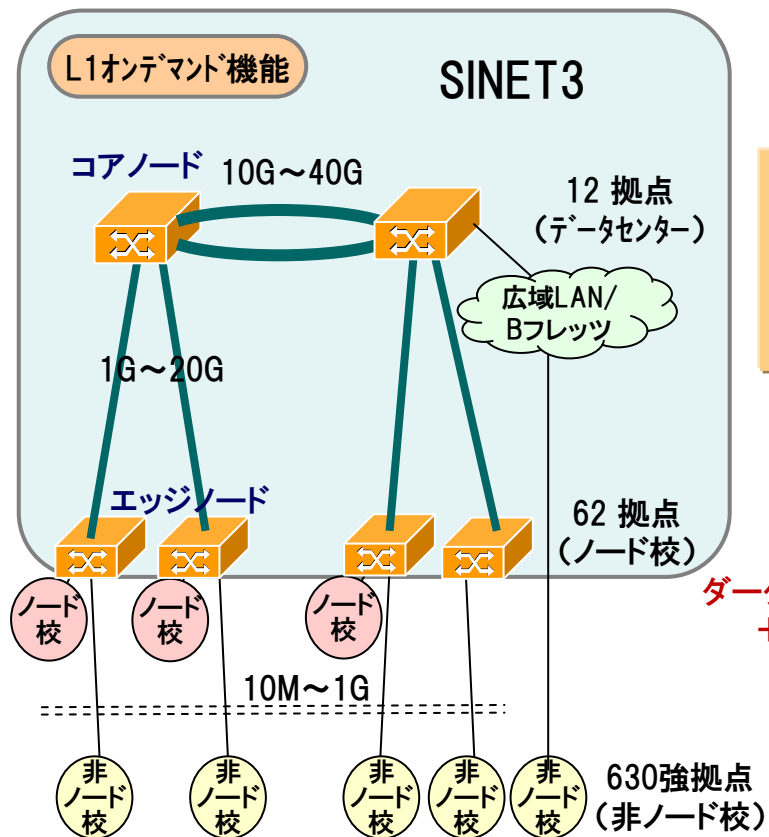 L1オンデマンド機能
SINET3
コアノード
10G～40G
12 拠点
（データセンター）
広域LAN/
Bフレッツ
1G～20G
エッジノード
62 拠点
（ノード校）
ノード
校
ノード
校
ノード
校
ダーク
10M～1G
非
ノード
校
非
ノード
校
非
ノード
校
非
ノード
校
非
ノード
校
630強拠点
（非ノード校）